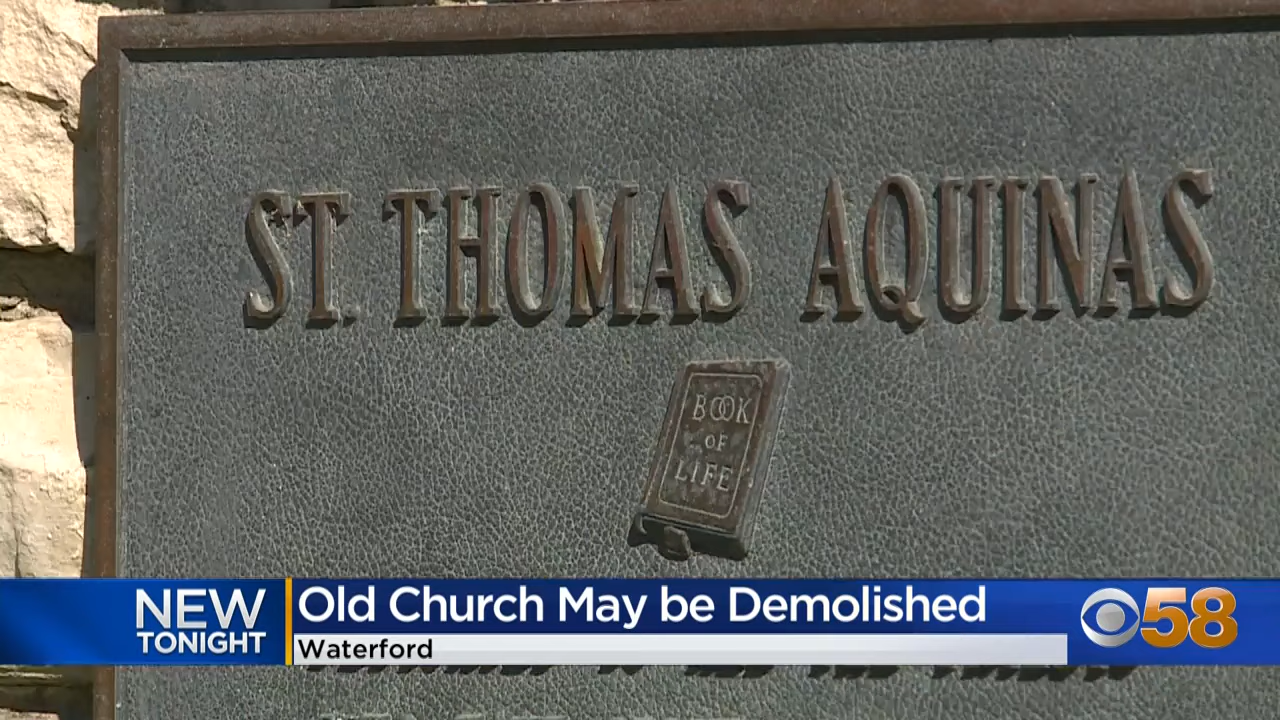 ST. THOMAS AQUINAS
BOOK
OF
LIFE
NEW
TONIGHT
Old Church May be Demolished
Waterford
58